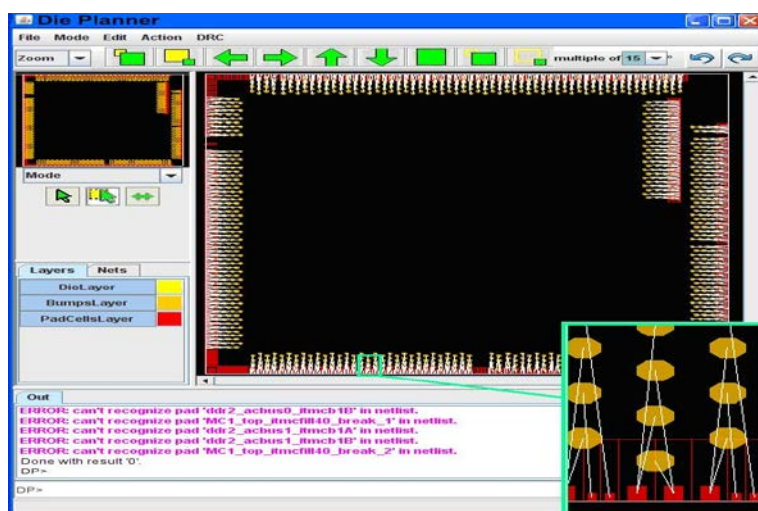 Die Planner
File Mode Edit Action DRC
Zoom
multiple of 15 °
Mode
Layers Nets
DieLayer
BumpsLayer
PadCellsLayer
Out
ERROR: can't recognize pad 'ddr2_acbus0_itmcb1B' in netlist.
ERROR: can't recognize pad 'MC1_top_itmcfill40_break_1' in netlist.
ERROR: can't recognize pad 'ddr2_acbus1_itmcb1A' in netlist.
ERROR: can't recognize pad 'ddr2_acbus1_itmcb1B' in netlist.
ERROR: can't recognize pad 'MC1_top_itmcfill40_break_2' in netlist.
Done with result '0'.
DP>
DP>